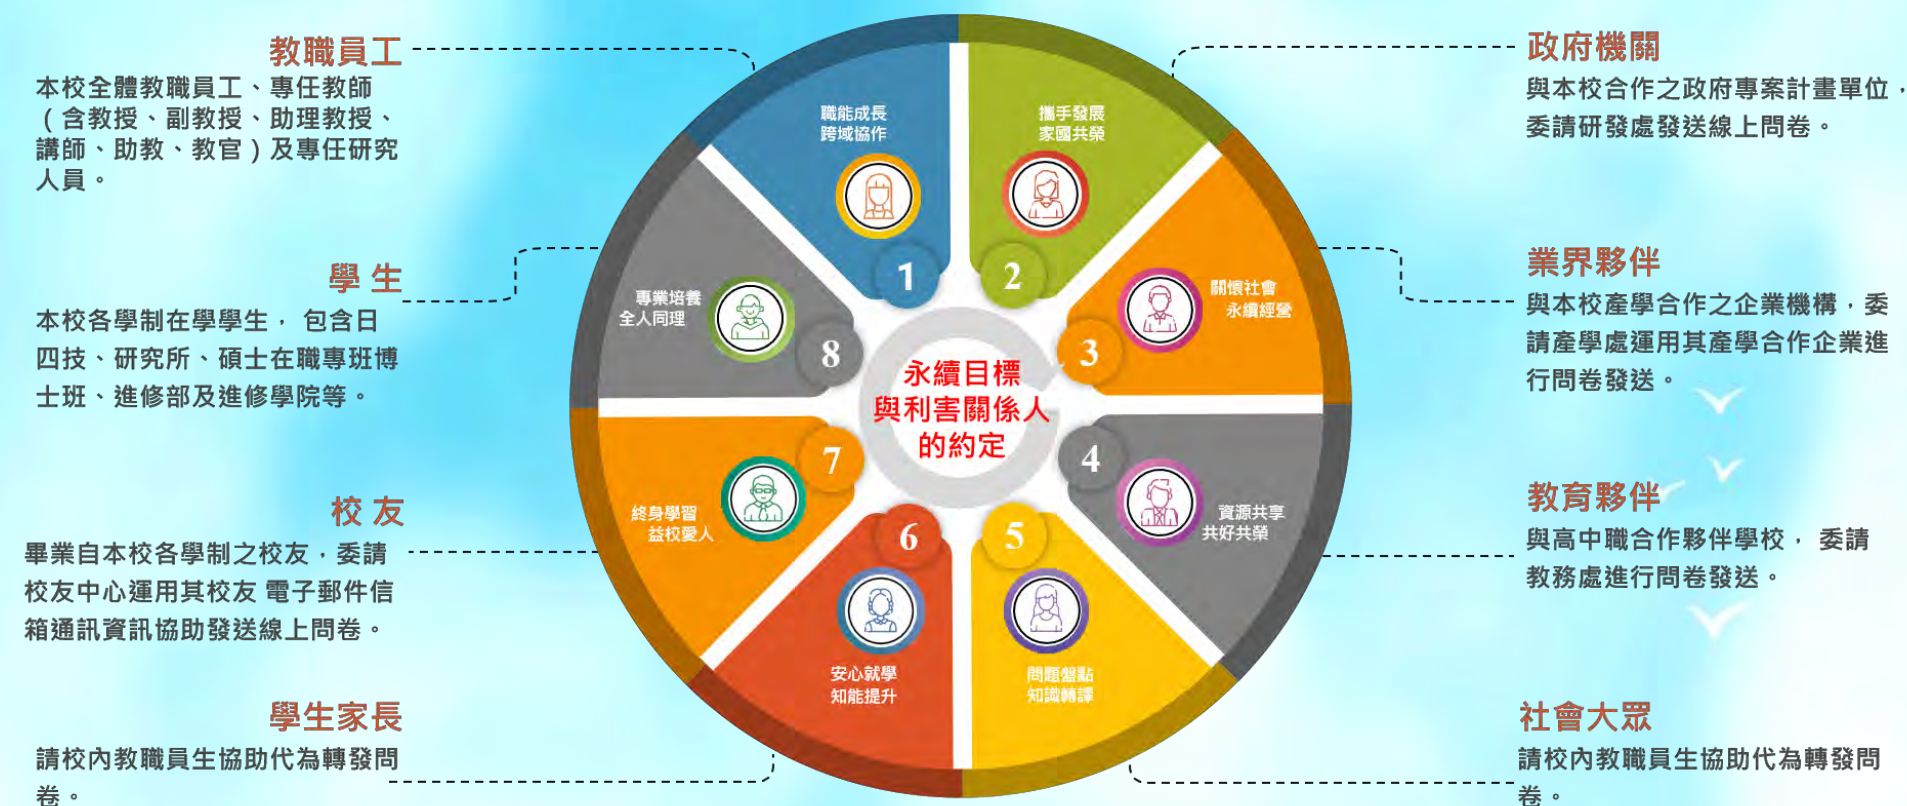 教職員工
本校全體教職員工、專任教師
（含教授、副教授、助理教授、
講師、助教、教官）及專任研究
人員。
學 生
本校各學制在學學生， 包含日
四技、研究所、碩士在職專班博
士班、進修部及進修學院等。
校 友
畢業自本校各學制之校友，委請
校友中心運用其校友 電子郵件信
箱通訊資訊協助發送線上問卷。
學生家長
請校內教職員生協助代為轉發問
卷。
職能成長
跨域協作
1
攜手發展
家國共榮
2
關懷社會
永續經營
3
資源共享
共好共榮
4
問題盤點
知識轉譯
5
安心就學
知能提升
6
終身學習
益校愛人
7
專業培養
全人同理
8
永續目標
與利害關係人
的約定
政府機關
與本校合作之政府專案計畫單位，
委請研發處發送線上問卷。
業界夥伴
與本校產學合作之企業機構，委
請產學處運用其產學合作企業進
行問卷發送。
教育夥伴
與高中職合作夥伴學校， 委請
教務處進行問卷發送。
社會大眾
請校內教職員生協助代為轉發問
卷。